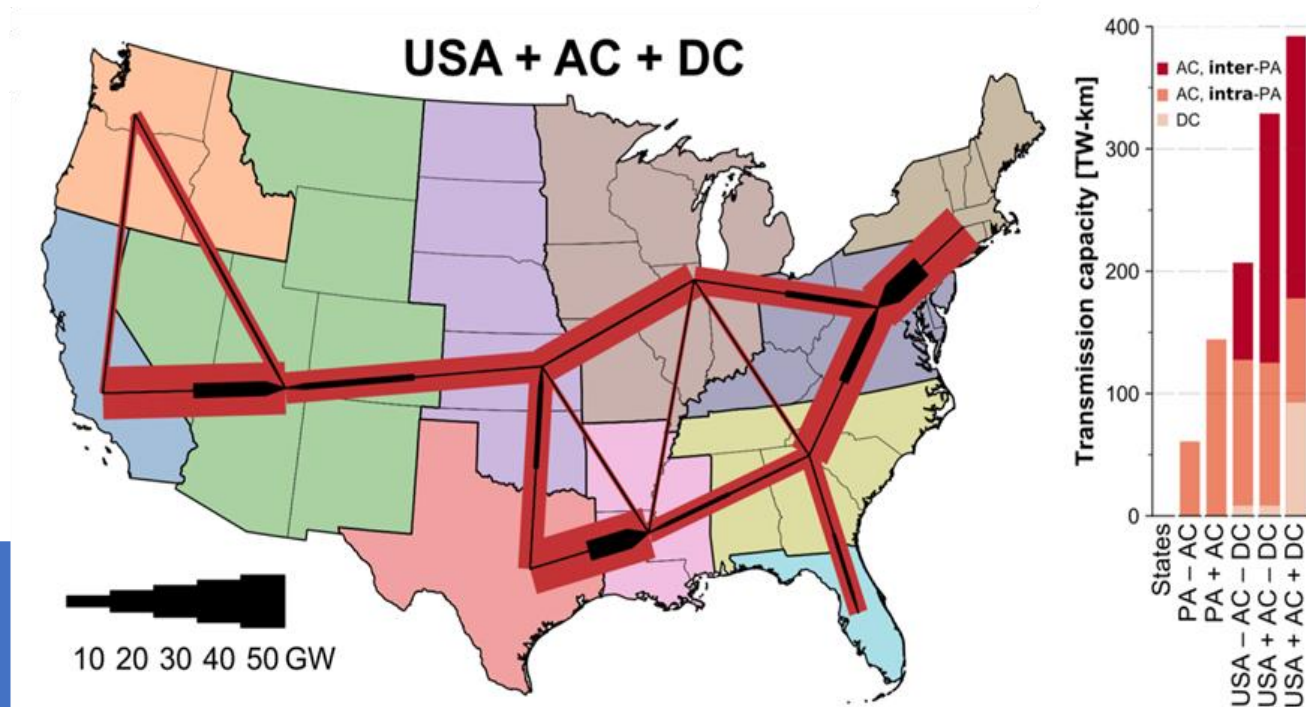 USA + AC + DC
10 20 30 40 50 GW
Transmission capacity [TW-km]
400
300
200
100
0
AC, inter-PA
AC, intra-PA
DC
States
PA – AC
PA + AC
USA – AC – DC
USA + AC – DC
USA + AC + DC